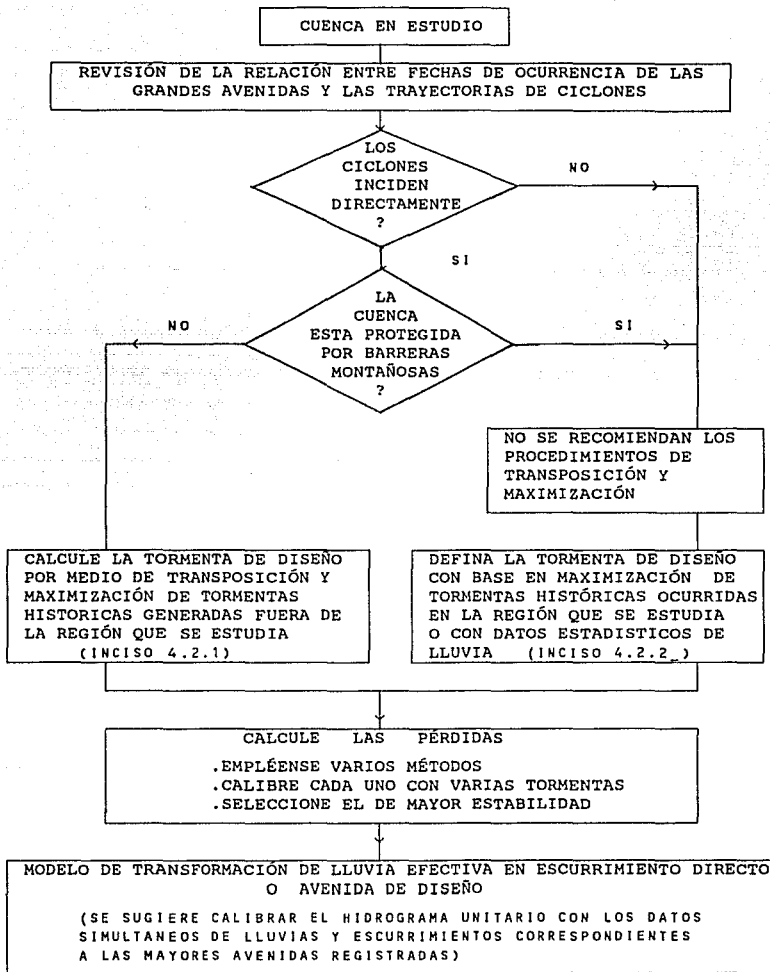 CUENCA EN ESTUDIO
REVISIÓN DE LA RELACIÓN ENTRE FECHAS DE OCURRENCIA DE LAS
GRANDES AVENIDAS Y LAS TRAYECTORIAS DE CICLONES
LOS
CICLONES
INCIDEN
DIRECTAMENTE
?
NO
SI
LA
CUENCA
ESTA PROTEGIDA
POR BARRERAS
MONTAÑOSAS
?
NO
SI
NO SE RECOMIENDAN LOS
PROCEDIMIENTOS DE
TRANSPOSICIÓN Y
MAXIMIZACIÓN
CALCULE LA TORMENTA DE DISEÑO
POR MEDIO DE TRANSPOSICIÓN Y
MAXIMIZACIÓN DE TORMENTAS
HISTORICAS GENERADAS FUERA DE
LA REGIÓN QUE SE ESTUDIA
(INCISO 4.2.1)
DEFINA LA TORMENTA DE DISEÑO
CON BASE EN MAXIMIZACIÓN DE
TORMENTAS HISTÓRICAS OCURRIDAS
EN LA REGIÓN QUE SE ESTUDIA
O CON DATOS ESTADISTICOS DE
LLUVIA (INCISO 4.2.2_)
CALCULE LAS PÉRDIDAS
.EMPLÉENSE VARIOS MÉTODOS
.CALIBRE CADA UNO CON VARIAS TORMENTAS
.SELECCIONE EL DE MAYOR ESTABILIDAD
MODELO DE TRANSFORMACIÓN DE LLUVIA EFECTIVA EN ESCURRIMIENTO DIRECTO
O AVENIDA DE DISEÑO
(SE SUGIERE CALIBRAR EL HIDROGRAMA UNITARIO CON LOS DATOS
SIMULTANEOS DE LLUVIAS Y ESCURRIMIENTOS CORRESPONDIENTES
A LAS MAYORES AVENIDAS REGISTRADAS)